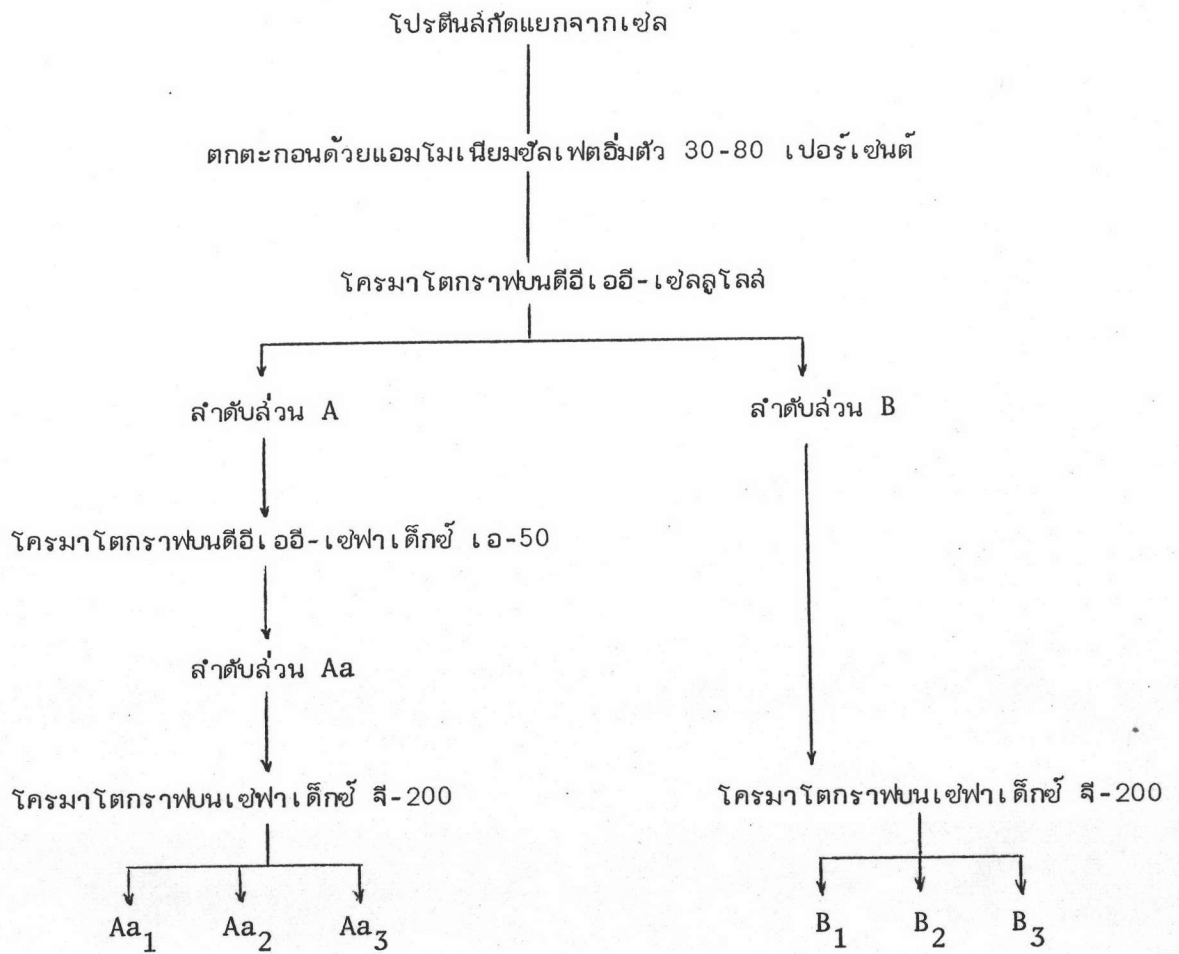 โปรตีนสกัดแยกจากเซล
ตกตะกอนด้วยแอมโมเนียมซัลเฟตอิ่มตัว 30-80 เปอร์เซนต์
โครมาโตกราฟบนดีอีเออี-เซลลูโลส
ลำดับส่วน A
ลำดับส่วน B
โครมาโตกราฟบนดีอีเออี-เซฟาเด็กซ์ เอ-50
ลำดับส่วน Aa
โครมาโตกราฟบนเซฟาเด็กซ์ จี-200
โครมาโตกราฟบนเซฟาเด็กซ์ จี-200
Aa₁ Aa₂ Aa₃
B₁ B₂ B₃